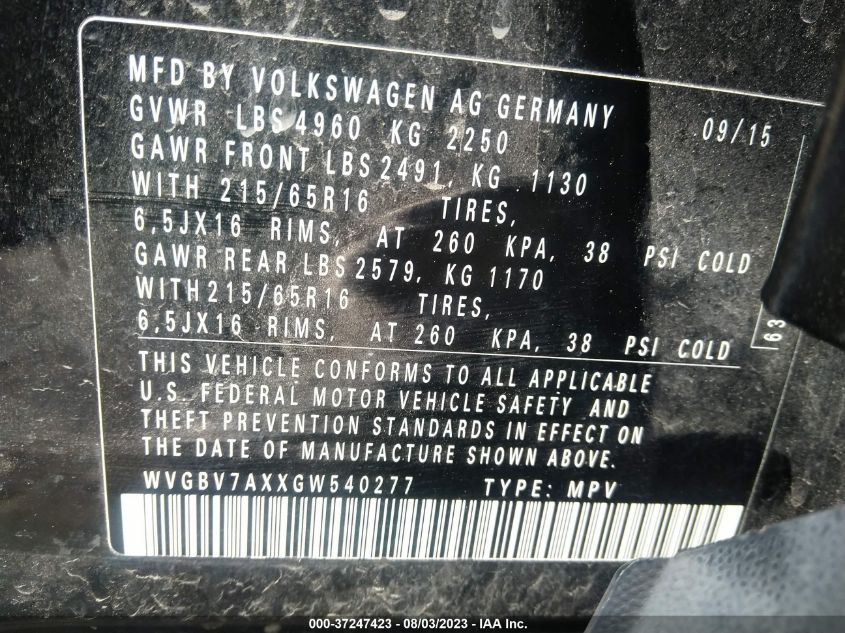 MFD BY VOLKSWAGEN AG GERMANY
GVWR LBS 4960 KG 2250 09/15
GAWR FRONT LBS 2491, KG 1130
WITH 215/65R16 TIRES,
6,5JX16 RIMS, AT 260 KPA, 38 PSI COLD
GAWR REAR LBS 2579, KG 1170
WITH 215/65R16 TIRES,
6,5JX16 RIMS, AT 260 KPA, 38 PSI COLD
63
THIS VEHICLE CONFORMS TO ALL APPLICABLE
U.S. FEDERAL MOTOR VEHICLE SAFETY AND
THEFT PREVENTION STANDARDS IN EFFECT ON
THE DATE OF MANUFACTURE SHOWN ABOVE.
WVGBV7AXXGW540277 TYPE: MPV
000-37247423 - 08/03/2023 - IAA Inc.